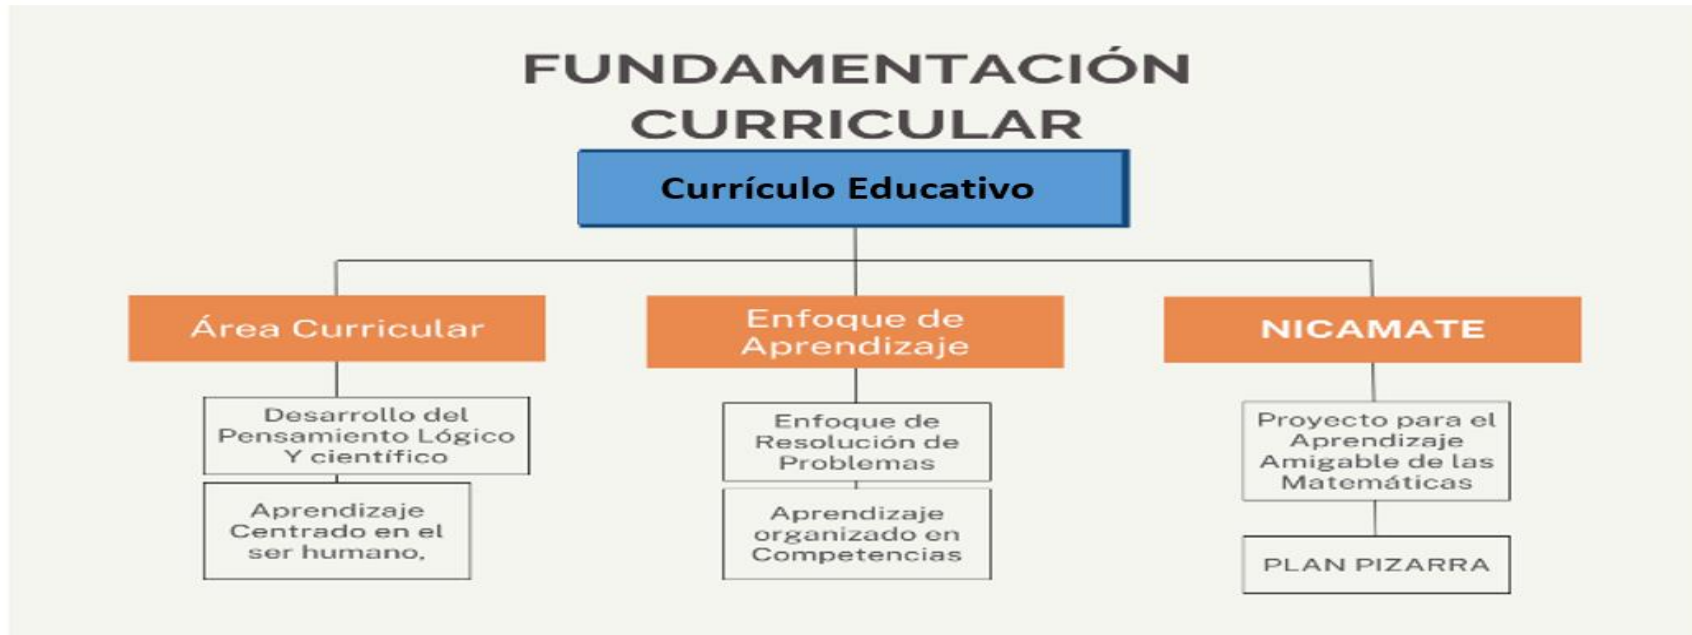 FUNDAMENTACIÓN
CURRICULAR
Currículo Educativo
Área Curricular
Desarrollo del
Pensamiento Lógico
Y científico
Aprendizaje
Centrado en el
ser humano,
Enfoque de
Aprendizaje
Enfoque de
Resolución de
Problemas
Aprendizaje
organizado en
Competencias
NICAMATE
Proyecto para el
Aprendizaje
Amigable de las
Matemáticas
PLAN PIZARRA